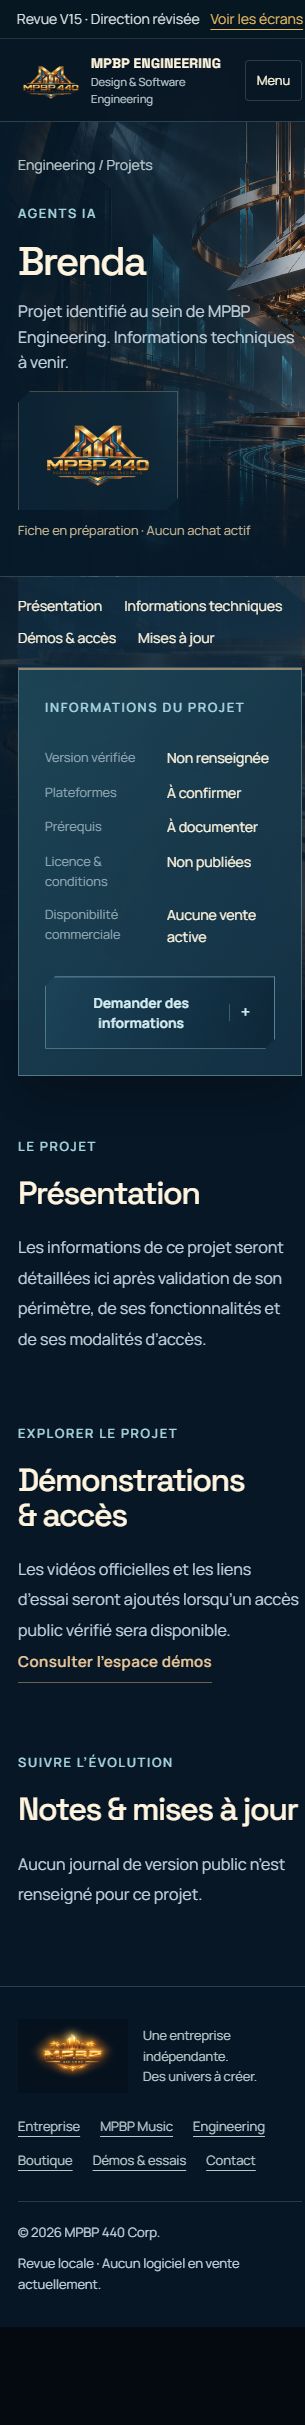 Revue V15 · Direction révisée Voir les écrans
MPBP 440
MPBP ENGINEERING
Design & Software
Engineering
Menu
Engineering / Projets
AGENTS IA
Brenda
Projet identifié au sein de MPBP
Engineering. Informations techniques
à venir.
MPBP 440
Fiche en préparation · Aucun achat actif
Présentation Informations techniques
Démos & accès Mises à jour
INFORMATIONS DU PROJET
Version vérifiée Non renseignée
Plateformes À confirmer
Prérequis À documenter
Licence & Non publiées
conditions
Disponibilité Aucune vente
commerciale active
Demander des
informations +
LE PROJET
Présentation
Les informations de ce projet seront
détaillées ici après validation de son
périmètre, de ses fonctionnalités et
de ses modalités d’accès.
EXPLORER LE PROJET
Démonstrations
& accès
Les vidéos officielles et les liens
d’essai seront ajoutés lorsqu’un accès
public vérifié sera disponible.
Consulter l’espace démos
SUIVRE L’ÉVOLUTION
Notes & mises à jour
Aucun journal de version public n’est
renseigné pour ce projet.
MPBP
Une entreprise
indépendante.
Des univers à créer.
Entreprise MPBP Music Engineering
Boutique Démos & essais Contact
© 2026 MPBP 440 Corp.
Revue locale · Aucun logiciel en vente
actuellement.